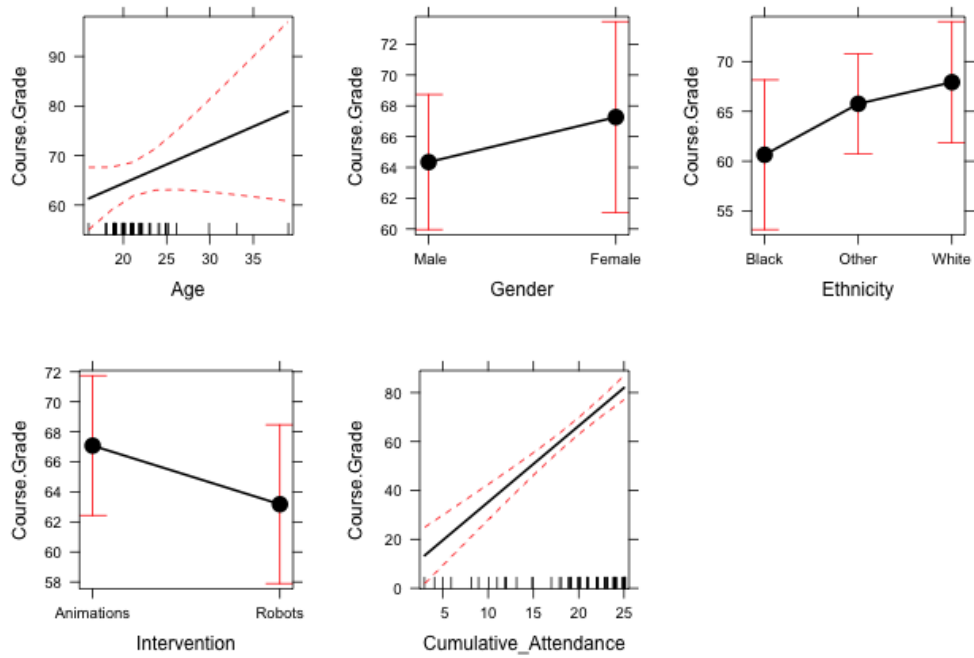 Course.Grade
90
80
70
60
20
25
30
35
Age
Course.Grade
72
70
68
66
64
62
60
Male
Female
Gender
Course.Grade
70
65
60
55
Black
Other
White
Ethnicity
Course.Grade
72
70
68
66
64
62
60
58
Animations
Robots
Intervention
Course.Grade
80
60
40
20
0
5
10
15
20
25
Cumulative_Attendance